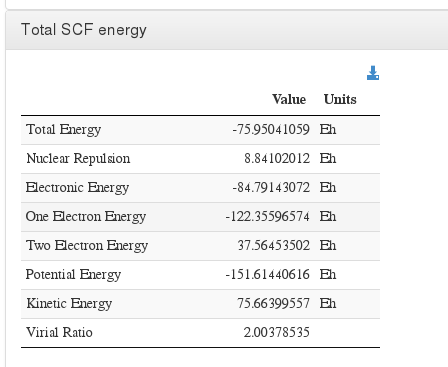 Total SCF energy
Value Units
Total Energy -75.95041059 Eh
Nuclear Repulsion 8.84102012 Eh
Electronic Energy -84.79143072 Eh
One Electron Energy -122.35596574 Eh
Two Electron Energy 37.56453502 Eh
Potential Energy -151.61440616 Eh
Kinetic Energy 75.66399557 Eh
Virial Ratio 2.00378535